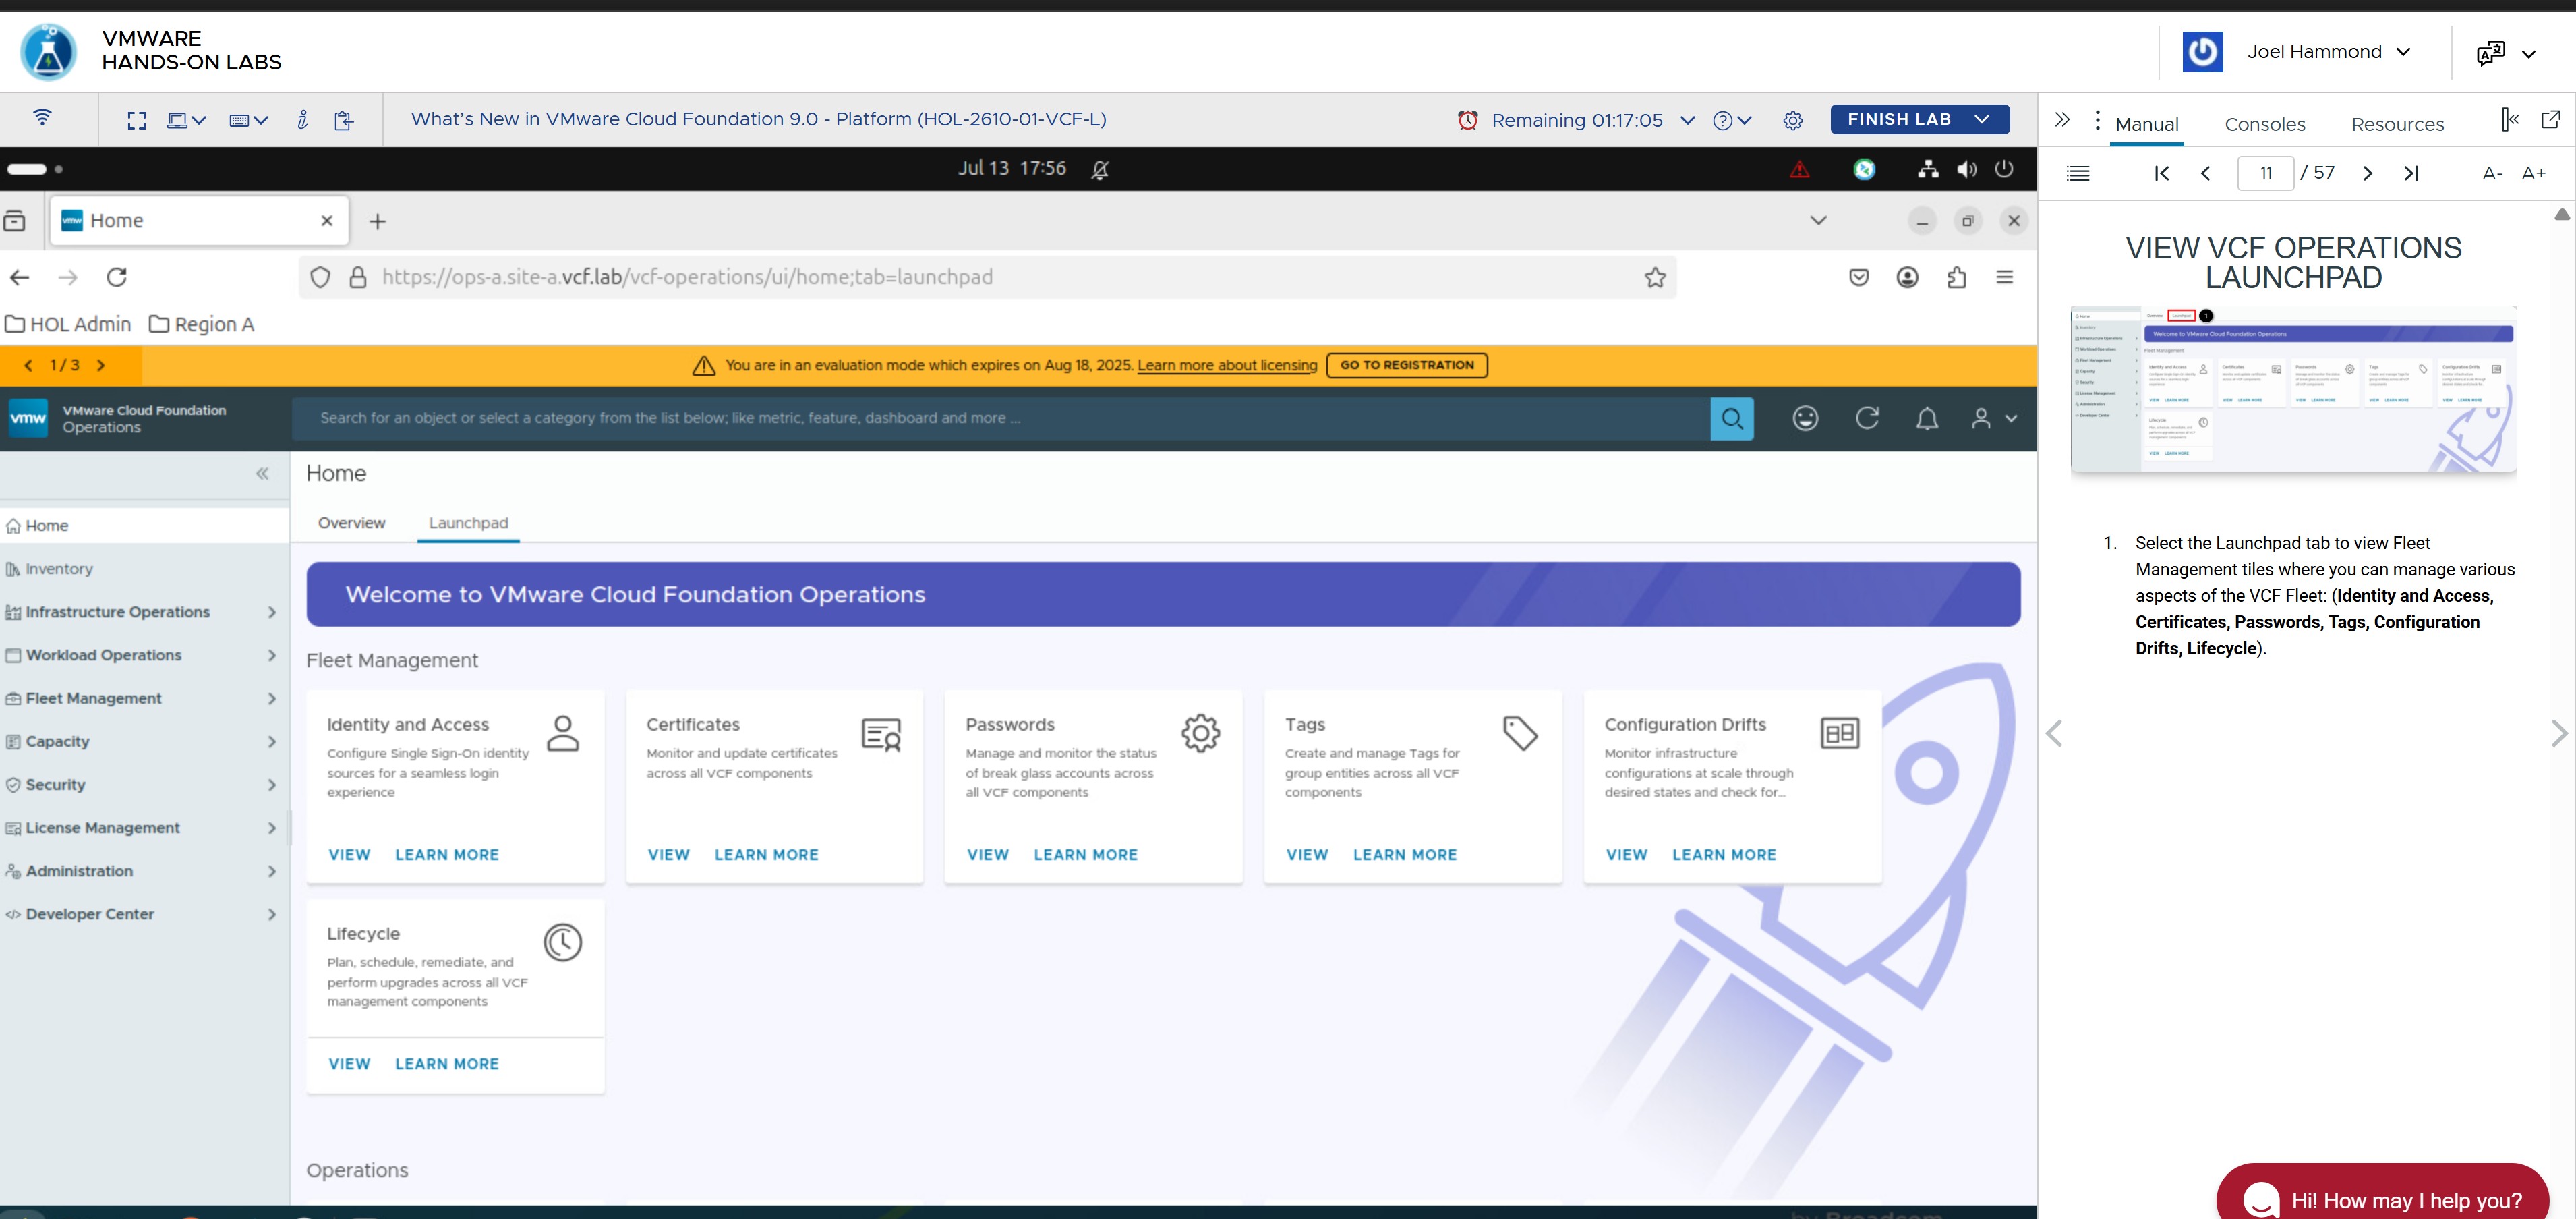 VMWARE
HANDS-ON LABS
Joel Hammond
What's New in VMware Cloud Foundation 9.0 - Platform (HOL-2610-01-VCF-L)
Remaining 01:17:05
FINISH LAB
Manual
Consoles
Resources
Jul 13 17:56
11 / 57
A- A+
vmw Home
https://ops-a.site-a.vcf.lab/vcf-operations/ui/home;tab=launchpad
HOL Admin Region A
1 / 3
You are in an evaluation mode which expires on Aug 18, 2025. Learn more about licensing GO TO REGISTRATION
vmw
VMware Cloud Foundation
Operations
Search for an object or select a category from the list below; like metric, feature, dashboard and more ...
Home
Inventory
Infrastructure Operations
Workload Operations
Fleet Management
Capacity
Security
License Management
Administration
Developer Center
Home
Overview Launchpad
Welcome to VMware Cloud Foundation Operations
Fleet Management
Identity and Access
Configure Single Sign-On identity
sources for a seamless login
experience
VIEW LEARN MORE
Certificates
Monitor and update certificates
across all VCF components
VIEW LEARN MORE
Passwords
Manage and monitor the status
of break glass accounts across
all VCF components
VIEW LEARN MORE
Tags
Create and manage Tags for
group entities across all VCF
components
VIEW LEARN MORE
Configuration Drifts
Monitor infrastructure
configurations at scale through
desired states and check for...
VIEW LEARN MORE
Lifecycle
Plan, schedule, remediate, and
perform upgrades across all VCF
management components
VIEW LEARN MORE
Operations
VIEW VCF OPERATIONS
LAUNCHPAD
Welcome to VMware Cloud Foundation Operations
1. Select the Launchpad tab to view Fleet
Management tiles where you can manage various
aspects of the VCF Fleet: (Identity and Access,
Certificates, Passwords, Tags, Configuration
Drifts, Lifecycle).
Hi! How may I help you?